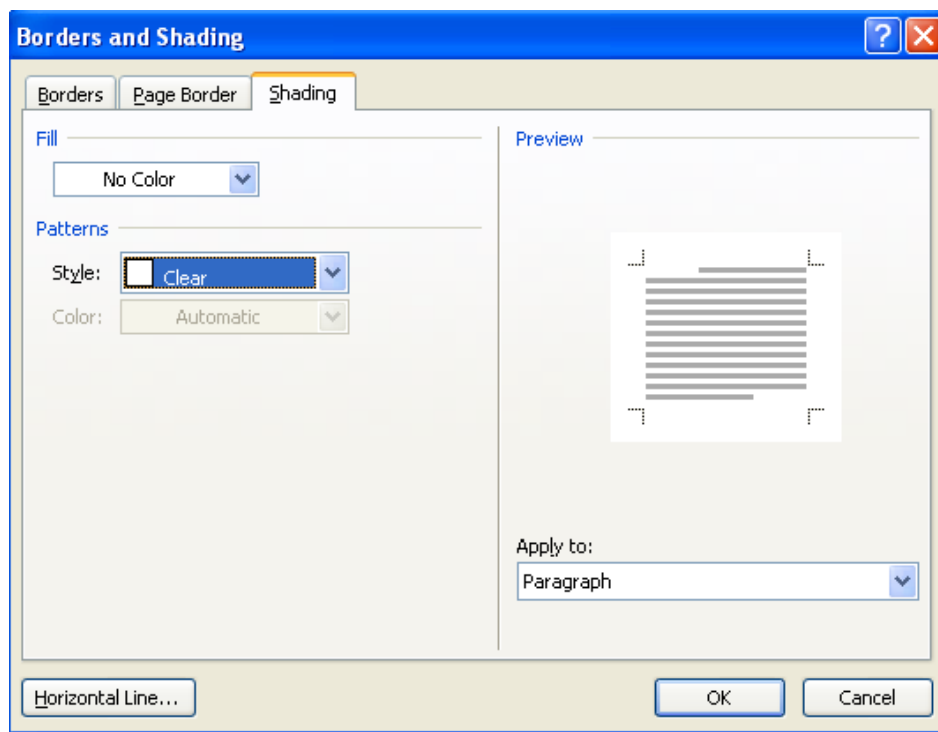 Borders and Shading
Borders Page Border Shading
Fill
No Color
Patterns
Style: Clear
Color: Automatic
Preview
Apply to:
Paragraph
Horizontal Line... OK Cancel